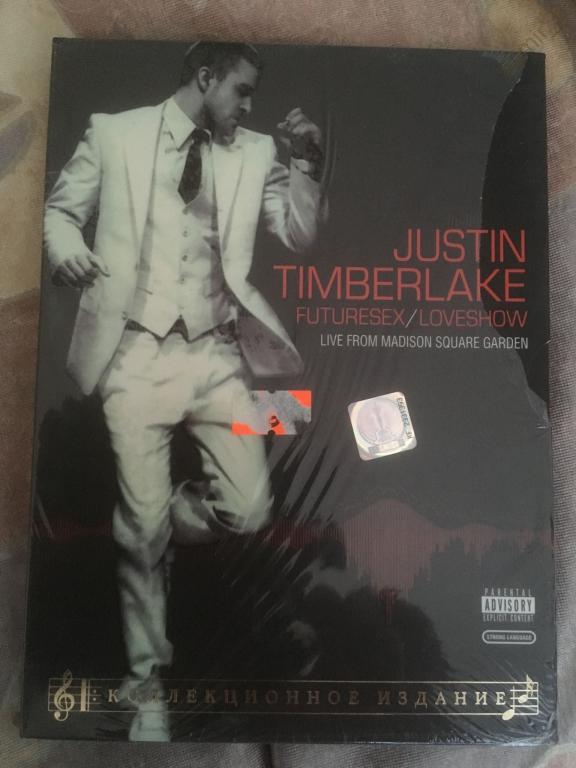 JUSTIN
TIMBERLAKE
FUTURESEX/LOVESHOW
LIVE FROM MADISON SQUARE GARDEN
PARENTAL
ADVISORY
EXPLICIT CONTENT
STRONG LANGUAGE
КОЛЛЕКЦИОННОЕ ИЗДАНИЕ